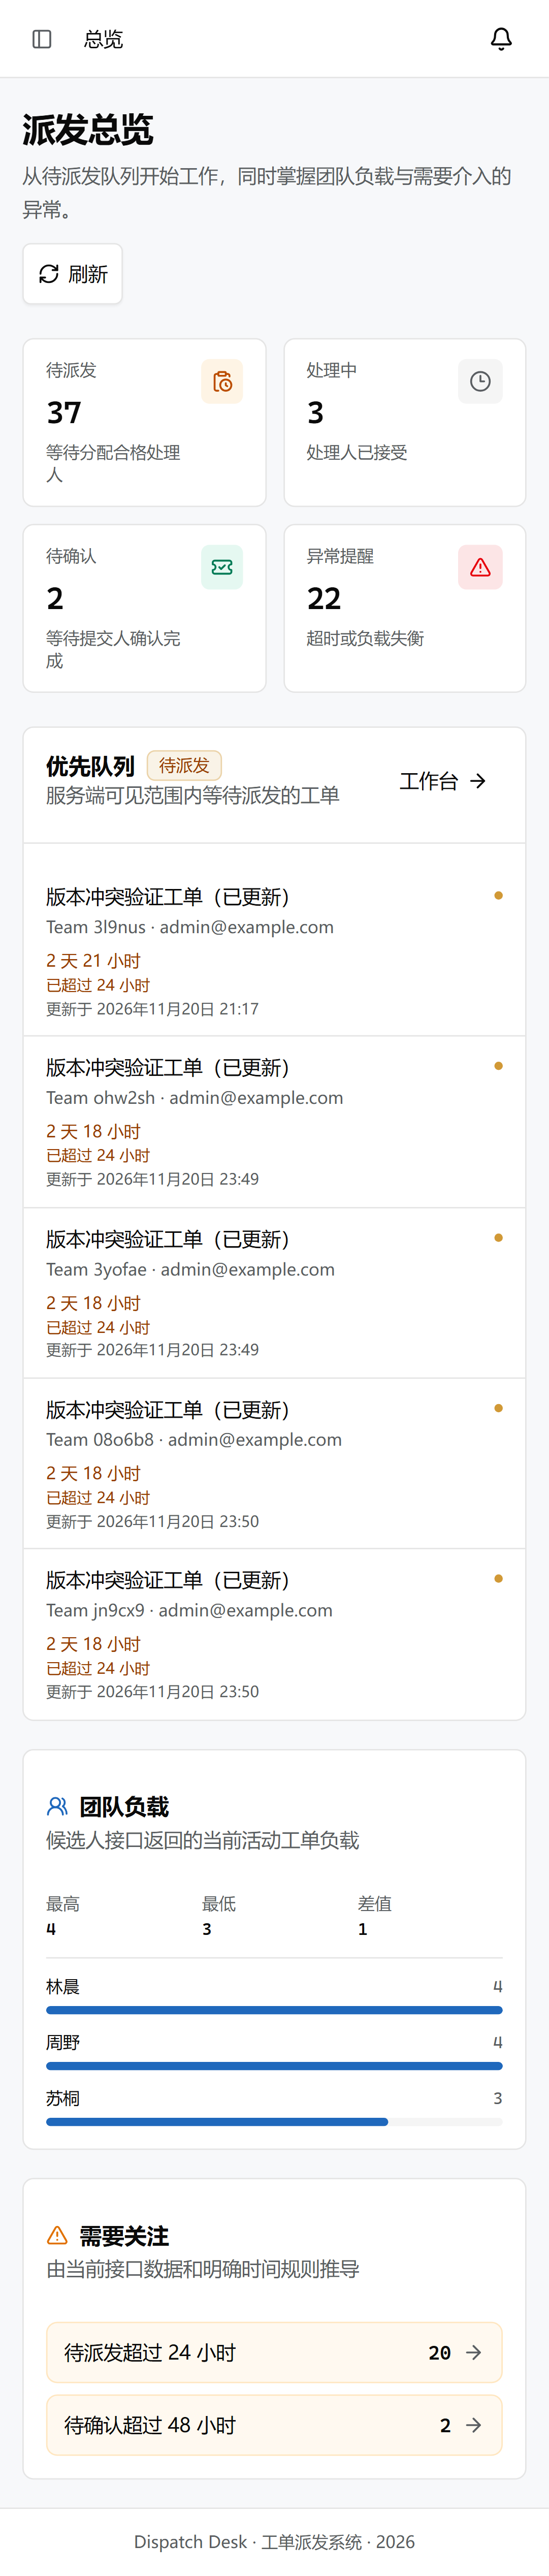 总览
派发总览
从待派发队列开始工作，同时掌握团队负载与需要介入的
异常。
刷新
待派发
37
等待分配合格处理
人
处理中
3
处理人已接受
待确认
2
等待提交人确认完
成
异常提醒
22
超时或负载失衡
优先队列 待派发
服务端可见范围内等待派发的工单
工作台
版本冲突验证工单（已更新）
Team 3l9nus · admin@example.com
2 天 21 小时
已超过 24 小时
更新于 2026年11月20日 21:17
版本冲突验证工单（已更新）
Team ohw2sh · admin@example.com
2 天 18 小时
已超过 24 小时
更新于 2026年11月20日 23:49
版本冲突验证工单（已更新）
Team 3yofae · admin@example.com
2 天 18 小时
已超过 24 小时
更新于 2026年11月20日 23:49
版本冲突验证工单（已更新）
Team 08o6b8 · admin@example.com
2 天 18 小时
已超过 24 小时
更新于 2026年11月20日 23:50
版本冲突验证工单（已更新）
Team jn9cx9 · admin@example.com
2 天 18 小时
已超过 24 小时
更新于 2026年11月20日 23:50
团队负载
候选人接口返回的当前活动工单负载
最高 最低 差值
4 3 1
林晨 4
周野 4
苏桐 3
需要关注
由当前接口数据和明确时间规则推导
待派发超过 24 小时 20
待确认超过 48 小时 2
Dispatch Desk · 工单派发系统 · 2026